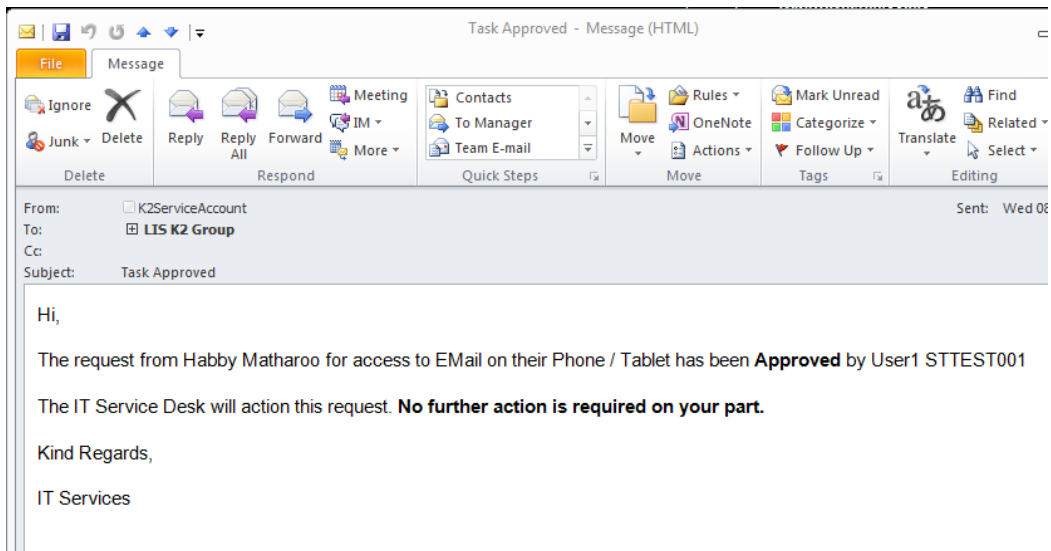 Task Approved - Message (HTML)
File Message
Ignore
Junk
Delete
Reply
Reply All
Forward
Meeting
IM
More
Contacts
To Manager
Team E-mail
Move
Rules
OneNote
Actions
Mark Unread
Categorize
Follow Up
Translate
Find
Related
Select
Delete Respond Quick Steps Move Tags Editing
From: K2ServiceAccount Sent: Wed 08
To: LIS K2 Group
Cc:
Subject: Task Approved
Hi,
The request from Habby Matharoo for access to EMail on their Phone / Tablet has been Approved by User1 STTEST001
The IT Service Desk will action this request. No further action is required on your part.
Kind Regards,
IT Services